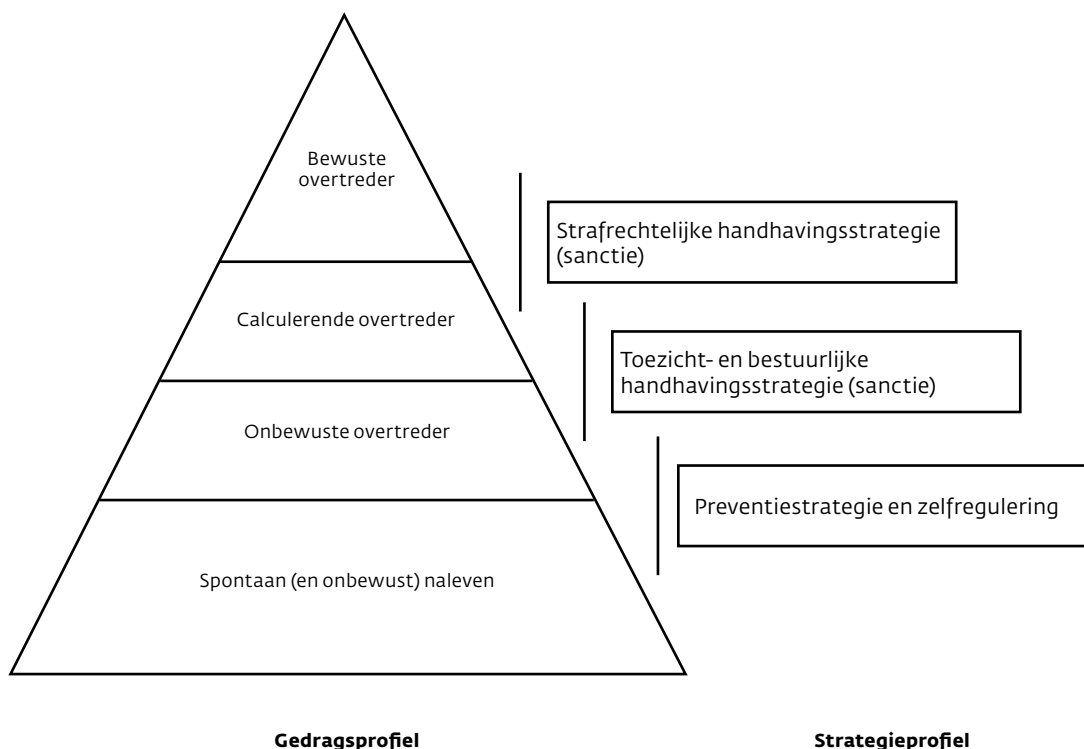 Bewuste
overtreder
Strafrechtelijke handhavingsstrategie
(sanctie)
Calculerende overtreder
Toezicht- en bestuurlijke
handhavingsstrategie (sanctie)
Onbewuste overtreder
Preventiestrategie en zelfregulering
Spontaan (en onbewust) naleven
Gedragsprofiel
Strategieprofiel